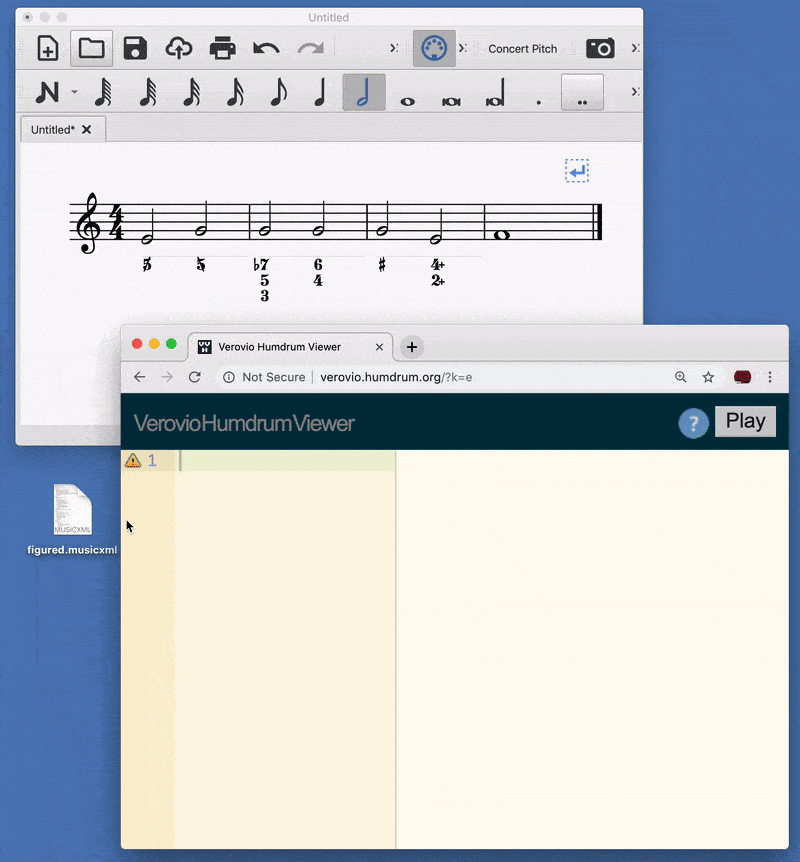 Untitled
Concert Pitch
Untitled*
4
4
5 5 ♭7 6 ♯ 4+
5 4 2+
3
Verovio Humdrum Viewer
Not Secure | verovio.humdrum.org/?k=e
VerovioHumdrumViewer
? Play
1
MUSICXML
figured.musicxml